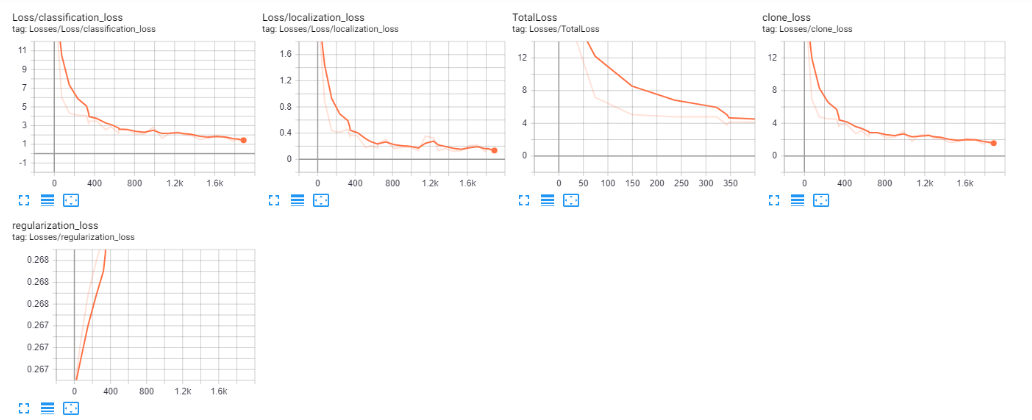 Loss/classification_loss
tag: Losses/Loss/classification_loss
11
9
7
5
3
1
-1
0 400 800 1.2k 1.6k
Loss/localization_loss
tag: Losses/Loss/localization_loss
1.6
1.2
0.8
0.4
0
0 400 800 1.2k 1.6k
TotalLoss
tag: Losses/TotalLoss
12
8
4
0
0 50 100 150 200 250 300 350
clone_loss
tag: Losses/clone_loss
12
8
4
0
0 400 800 1.2k 1.6k
regularization_loss
tag: Losses/regularization_loss
0.268
0.268
0.268
0.267
0.267
0.267
0 400 800 1.2k 1.6k